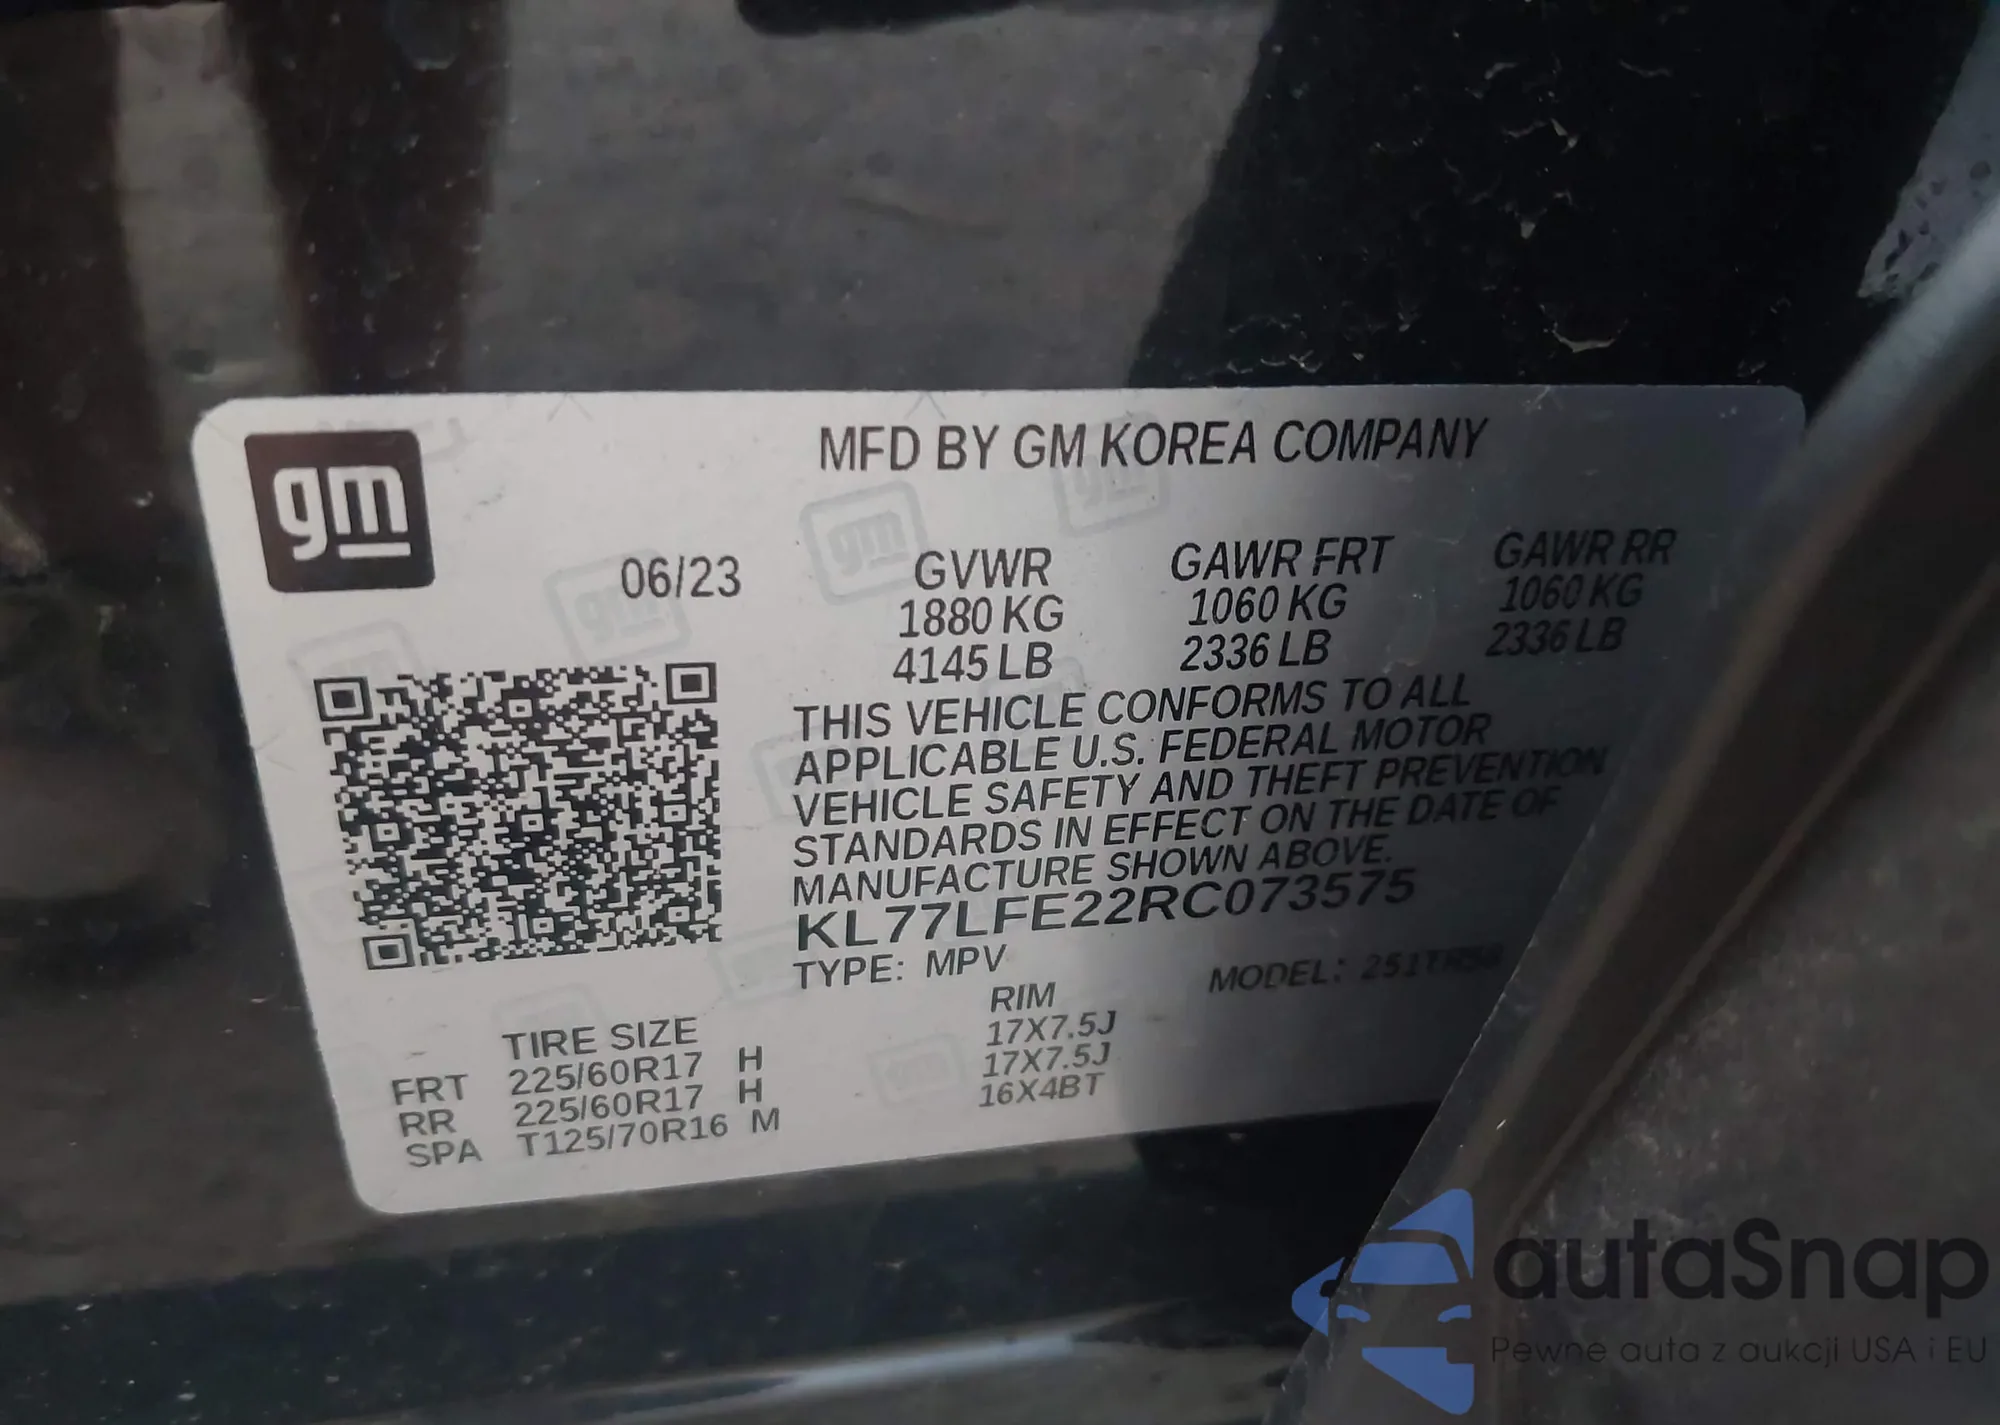 gm
MFD BY GM KOREA COMPANY
06/23
GVWR GAWR FRT GAWR RR
1880 KG 1060 KG 1060 KG
4145 LB 2336 LB 2336 LB
THIS VEHICLE CONFORMS TO ALL
APPLICABLE U.S. FEDERAL MOTOR
VEHICLE SAFETY AND THEFT PREVENTION
STANDARDS IN EFFECT ON THE DATE OF
MANUFACTURE SHOWN ABOVE.
KL77LFE22RC073575
TYPE: MPV MODEL:
TIRE SIZE RIM
FRT 225/60R17 H 17X7.5J
RR 225/60R17 H 17X7.5J
SPA T125/70R16 M 16X4BT
autaSnap
Pewne auta z aukcji USA i EU